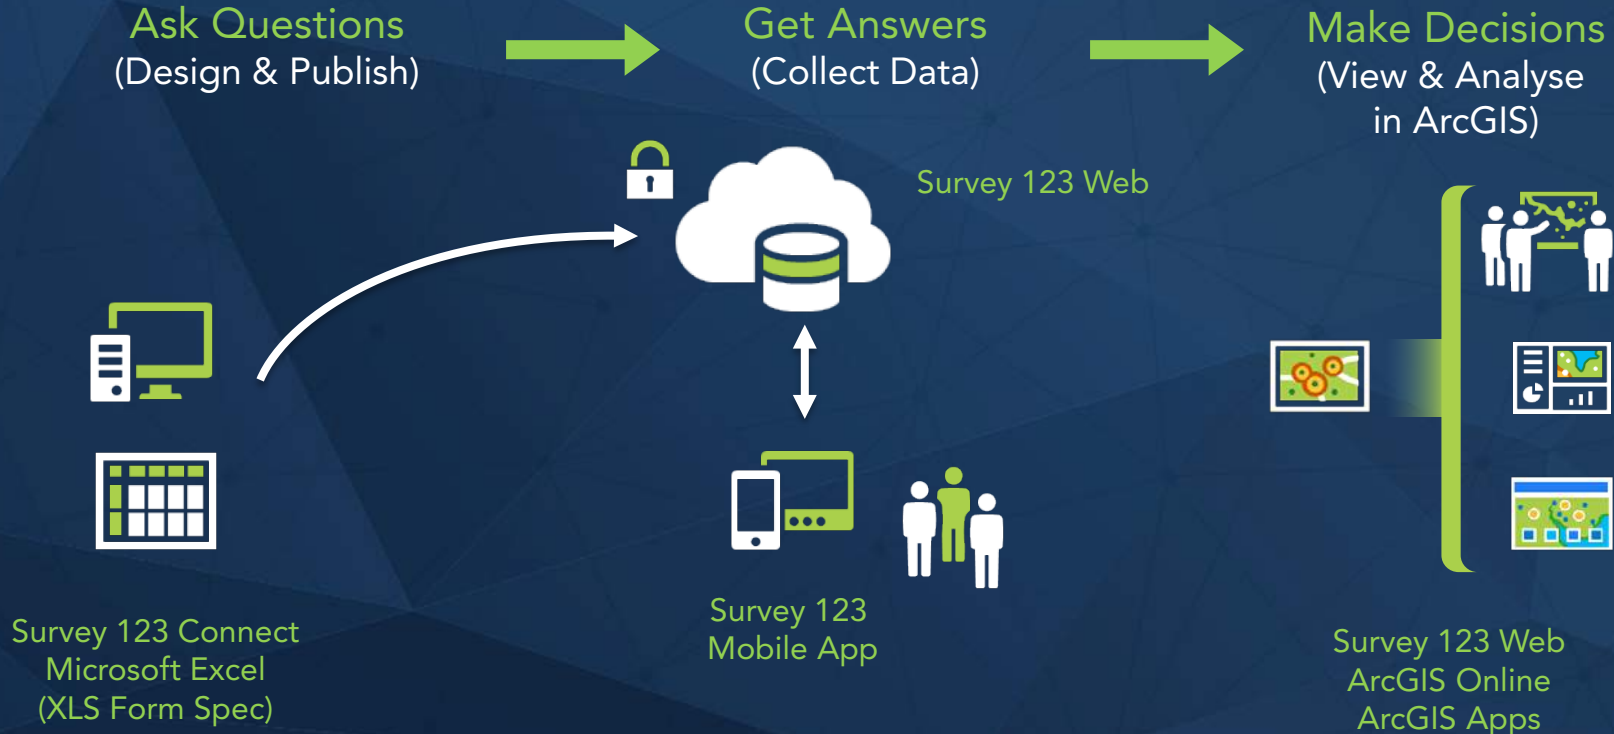 Ask Questions
(Design & Publish)
Get Answers
(Collect Data)
Make Decisions
(View & Analyse
in ArcGIS)
Survey 123 Web
Survey 123 Connect
Microsoft Excel
(XLS Form Spec)
Survey 123
Mobile App
Survey 123 Web
ArcGIS Online
ArcGIS Apps